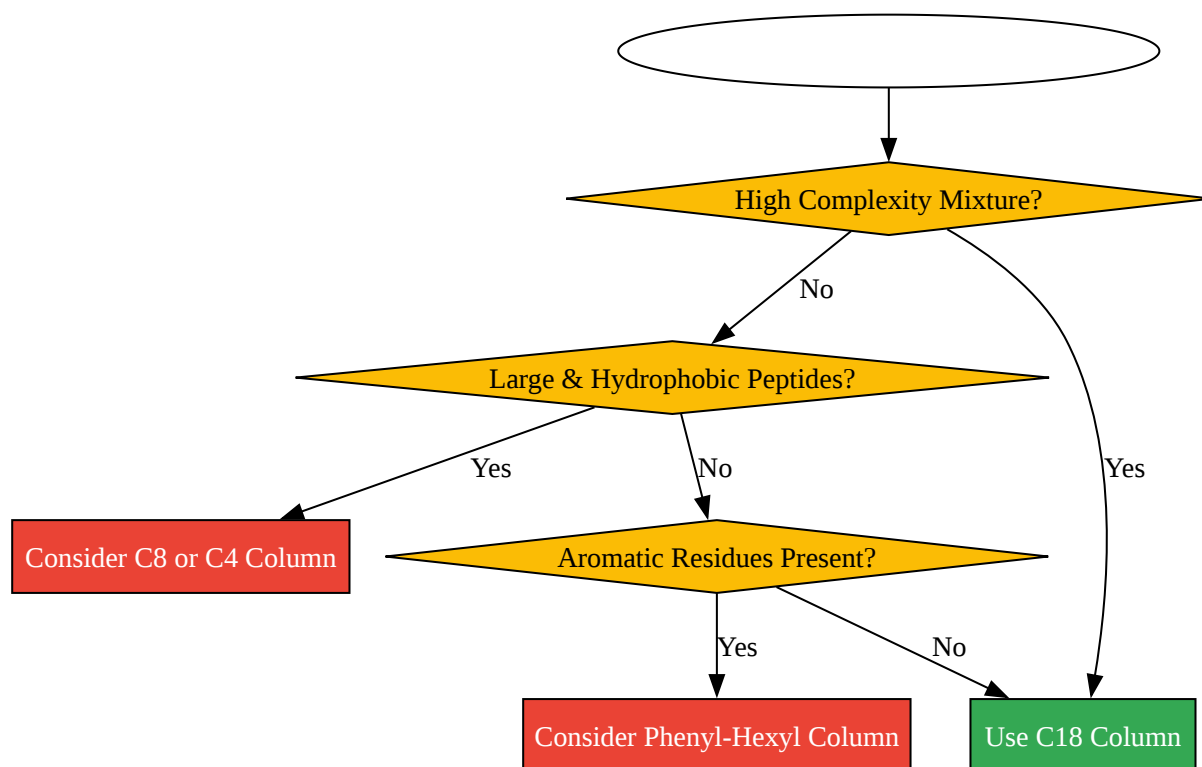 High Complexity Mixture?
No
Large & Hydrophobic Peptides?
Yes
No
Yes
Consider C8 or C4 Column
Aromatic Residues Present?
Yes
No
Consider Phenyl-Hexyl Column
Use C18 Column